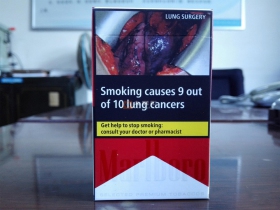 LUNG SURGERY
Smoking causes 9 out
of 10 lung cancers
Get help to stop smoking:
consult your doctor or pharmacist
Marlboro